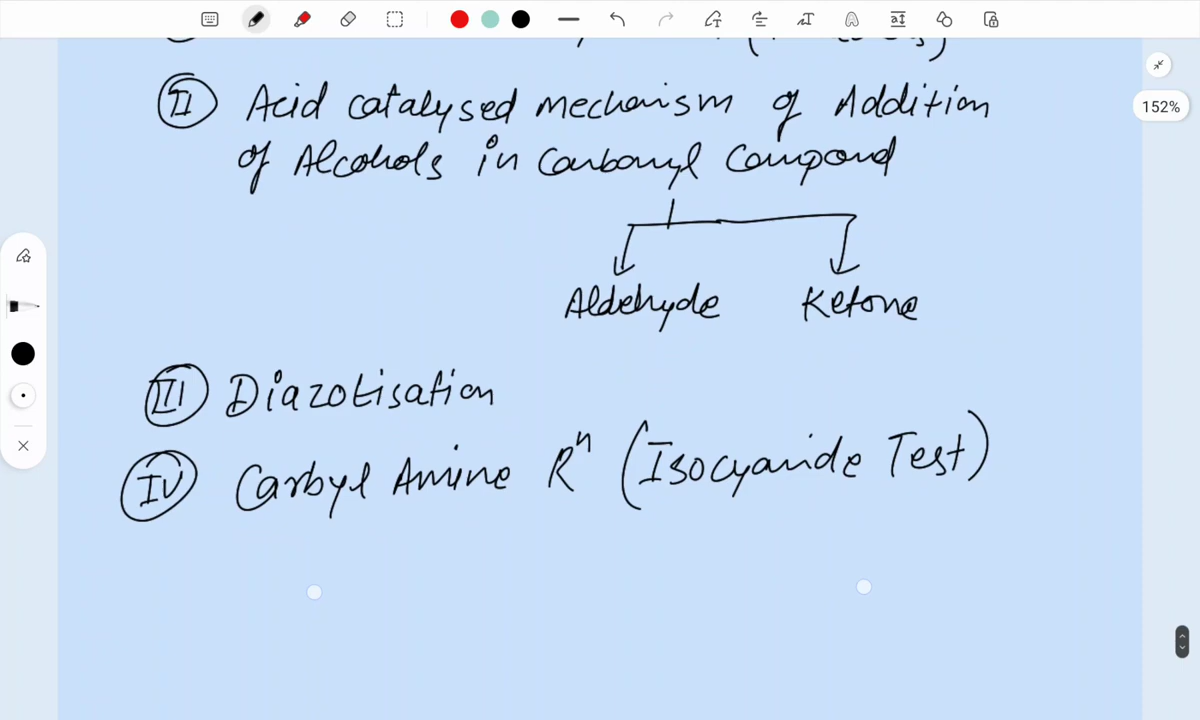 152%
II Acid catalysed mechanism of Addition
of Alcohols in Carbonyl Compound
Aldehyde Ketone
III Diazotisation
IV Carbyl Amine Rⁿ (Isocyanide Test)